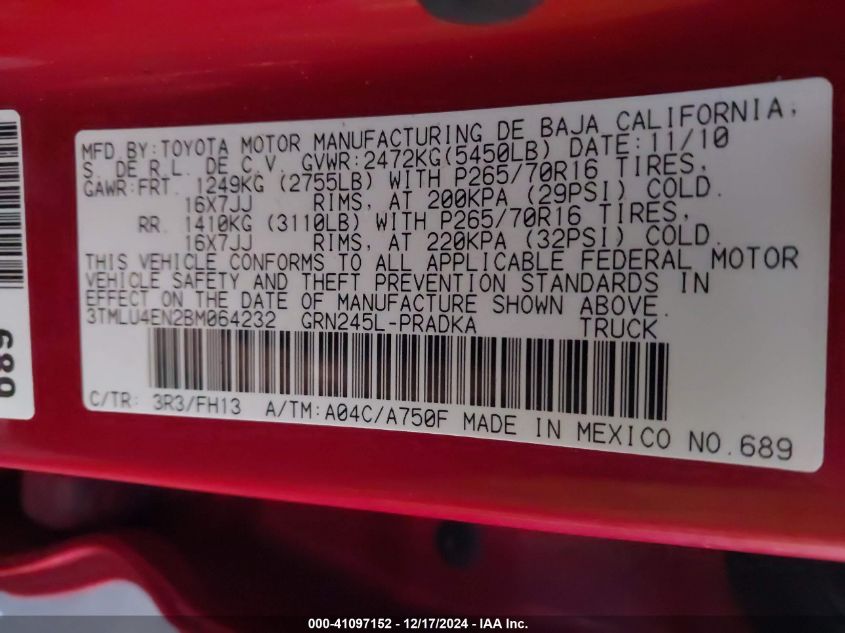 MFD BY: TOYOTA MOTOR MANUFACTURING DE BAJA CALIFORNIA,
S. DE R.L. DE C.V. GVWR: 2472KG(5450LB) DATE: 11/10
GAWR: FRT. 1249KG (2755LB) WITH P265/70R16 TIRES,
16X7JJ RIMS, AT 200KPA (29PSI) COLD.
RR. 1410KG (3110LB) WITH P265/70R16 TIRES,
16X7JJ RIMS, AT 220KPA (32PSI) COLD.
THIS VEHICLE CONFORMS TO ALL APPLICABLE FEDERAL MOTOR
VEHICLE SAFETY AND THEFT PREVENTION STANDARDS IN
EFFECT ON THE DATE OF MANUFACTURE SHOWN ABOVE.
3TMLU4EN2BM064232 GRN245L-PRADKA TRUCK
C/TR: 3R3/FH13 A/TM: A04C/A750F MADE IN MEXICO NO.689
689
000-41097152 - 12/17/2024 - IAA Inc.